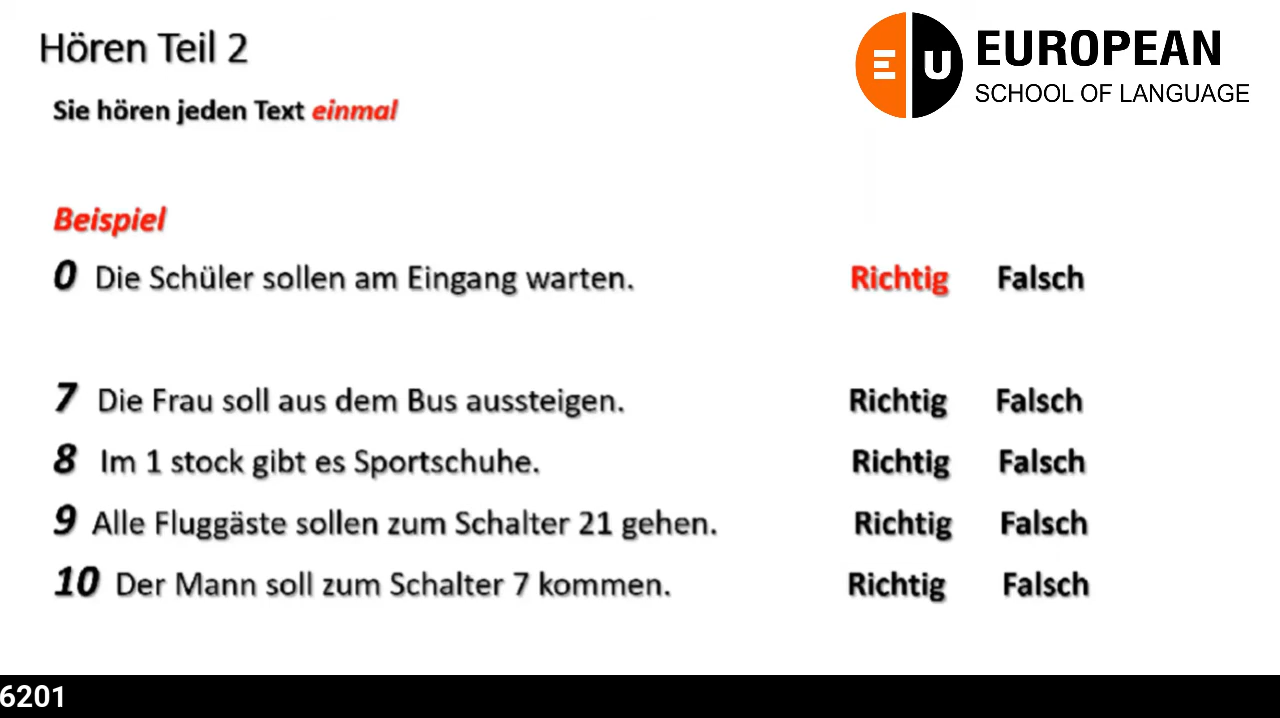 Hören Teil 2
EU EUROPEAN
SCHOOL OF LANGUAGE
Sie hören jeden Text einmal
Beispiel
0 Die Schüler sollen am Eingang warten. Richtig Falsch
7 Die Frau soll aus dem Bus aussteigen. Richtig Falsch
8 Im 1 stock gibt es Sportschuhe. Richtig Falsch
9 Alle Fluggäste sollen zum Schalter 21 gehen. Richtig Falsch
10 Der Mann soll zum Schalter 7 kommen. Richtig Falsch
6201